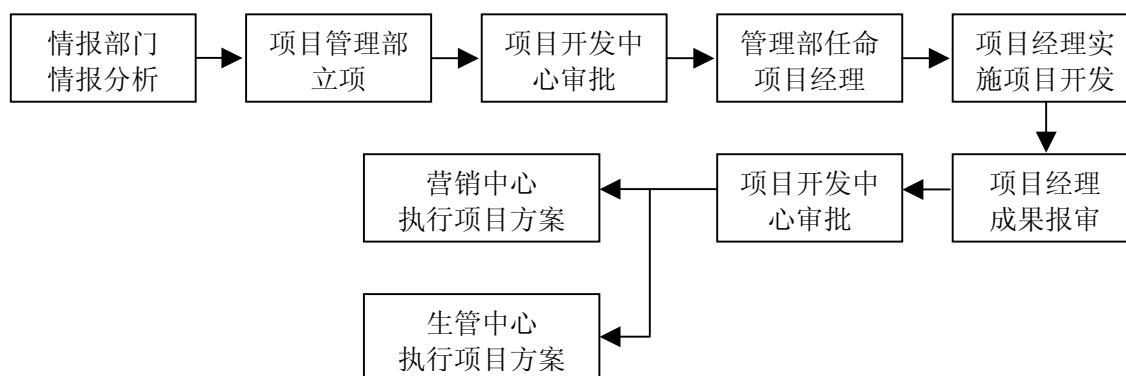 情报部门
情报分析
项目管理部
立项
项目开发中
心审批
管理部任命
项目经理
项目经理实
施项目开发
项目经理
成果报审
项目开发中
心审批
营销中心
执行项目方案
生管中心
执行项目方案